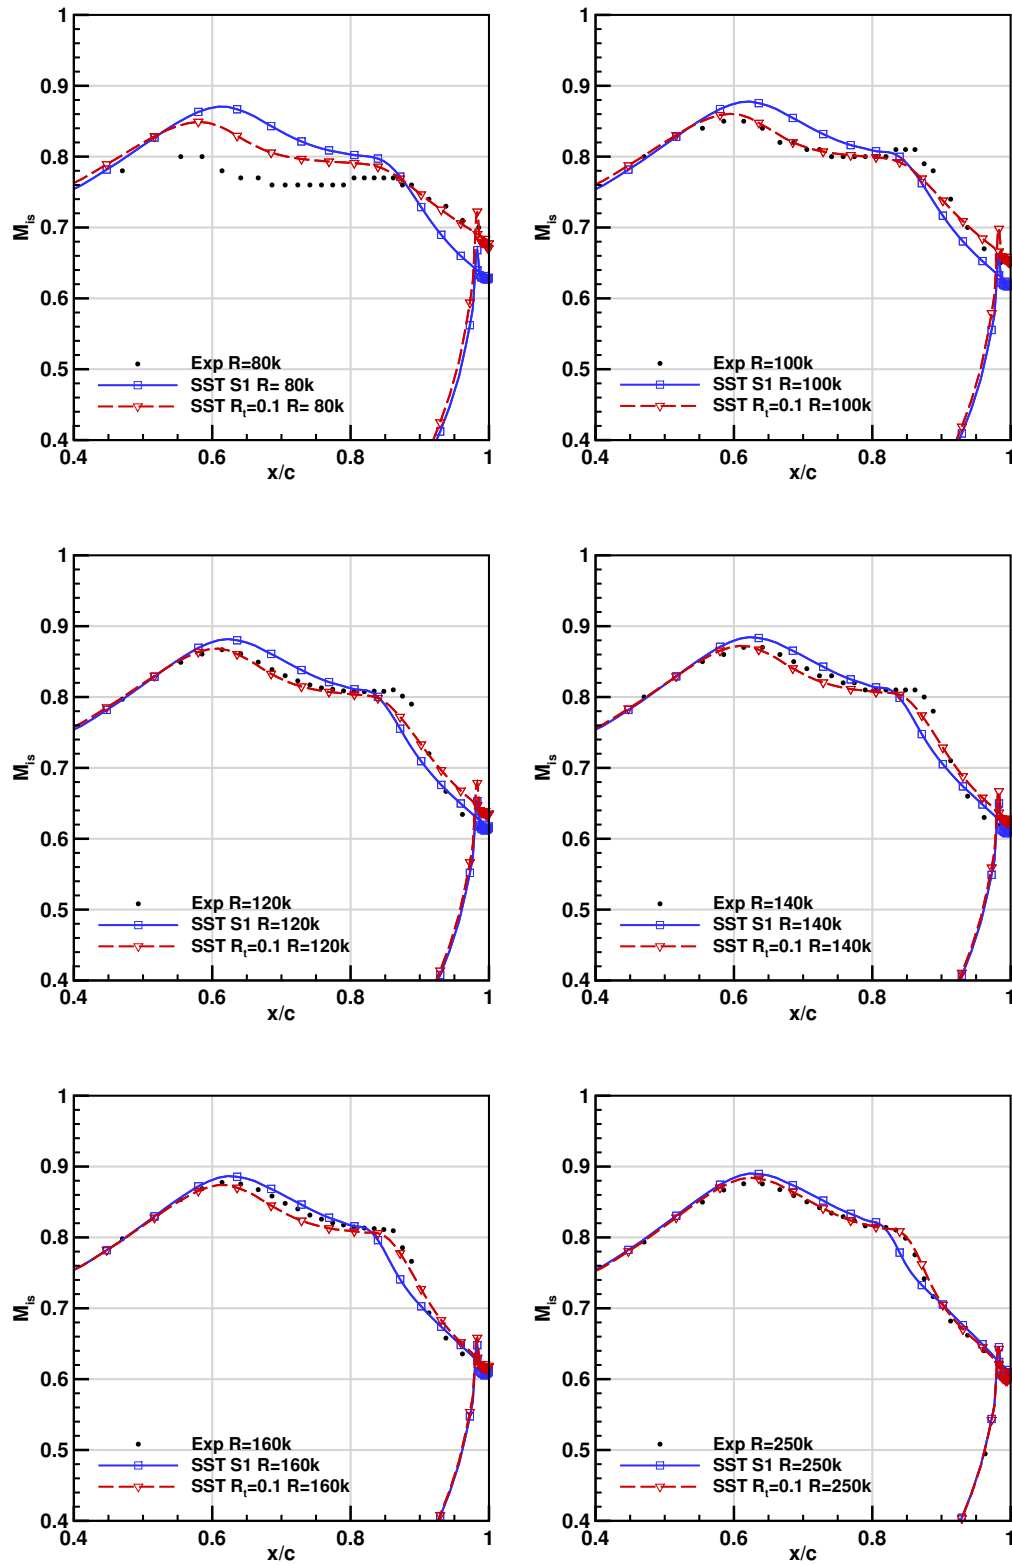 1
0.9
0.8
0.7
0.6
0.5
0.4
M_is
0.4 0.6 0.8 1
x/c
Exp R=80k
SST S1 R= 80k
SST R_t=0.1 R= 80k
1
0.9
0.8
0.7
0.6
0.5
0.4
M_is
0.4 0.6 0.8 1
x/c
Exp R=100k
SST S1 R=100k
SST R_t=0.1 R=100k
1
0.9
0.8
0.7
0.6
0.5
0.4
M_is
0.4 0.6 0.8 1
x/c
Exp R=120k
SST S1 R=120k
SST R_t=0.1 R=120k
1
0.9
0.8
0.7
0.6
0.5
0.4
M_is
0.4 0.6 0.8 1
x/c
Exp R=140k
SST S1 R=140k
SST R_t=0.1 R=140k
1
0.9
0.8
0.7
0.6
0.5
0.4
M_is
0.4 0.6 0.8 1
x/c
Exp R=160k
SST S1 R=160k
SST R_t=0.1 R=160k
1
0.9
0.8
0.7
0.6
0.5
0.4
M_is
0.4 0.6 0.8 1
x/c
Exp R=250k
SST S1 R=250k
SST R_t=0.1 R=250k